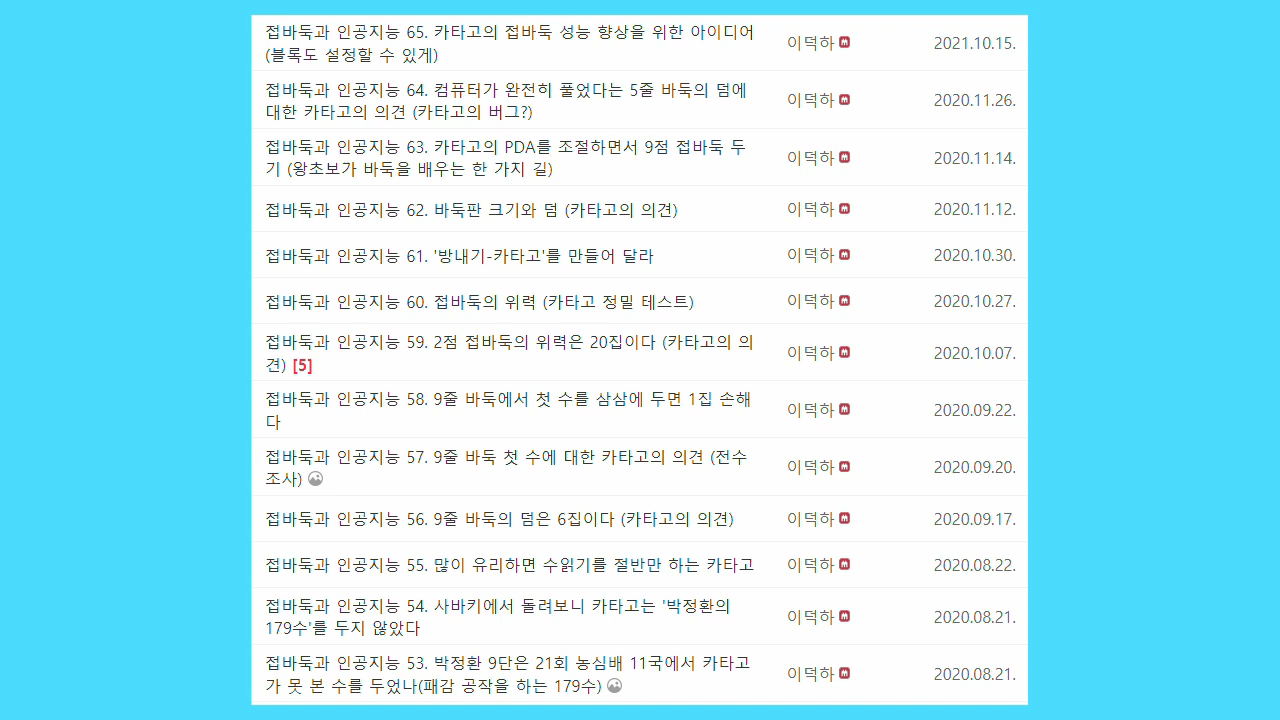 접바둑과 인공지능 65. 카타고의 접바둑 성능 향상을 위한 아이디어
(블록도 설정할 수 있게)
이덕하
2021.10.15.
접바둑과 인공지능 64. 컴퓨터가 완전히 풀었다는 5줄 바둑의 덤에
대한 카타고의 의견 (카타고의 버그?)
이덕하
2020.11.26.
접바둑과 인공지능 63. 카타고의 PDA를 조절하면서 9점 접바둑 두
기 (왕초보가 바둑을 배우는 한 가지 길)
이덕하
2020.11.14.
접바둑과 인공지능 62. 바둑판 크기와 덤 (카타고의 의견)
이덕하
2020.11.12.
접바둑과 인공지능 61. '방내기-카타고'를 만들어 달라
이덕하
2020.10.30.
접바둑과 인공지능 60. 접바둑의 위력 (카타고 정밀 테스트)
이덕하
2020.10.27.
접바둑과 인공지능 59. 2점 접바둑의 위력은 20집이다 (카타고의 의
견) [5]
이덕하
2020.10.07.
접바둑과 인공지능 58. 9줄 바둑에서 첫 수를 삼삼에 두면 1집 손해
다
이덕하
2020.09.22.
접바둑과 인공지능 57. 9줄 바둑 첫 수에 대한 카타고의 의견 (전수
조사)
이덕하
2020.09.20.
접바둑과 인공지능 56. 9줄 바둑의 덤은 6집이다 (카타고의 의견)
이덕하
2020.09.17.
접바둑과 인공지능 55. 많이 유리하면 수읽기를 절반만 하는 카타고
이덕하
2020.08.22.
접바둑과 인공지능 54. 사바키에서 돌려보니 카타고는 '박정환의
179수'를 두지 않았다
이덕하
2020.08.21.
접바둑과 인공지능 53. 박정환 9단은 21회 농심배 11국에서 카타고
가 못 본 수를 두었나(패감 공작을 하는 179수)
이덕하
2020.08.21.